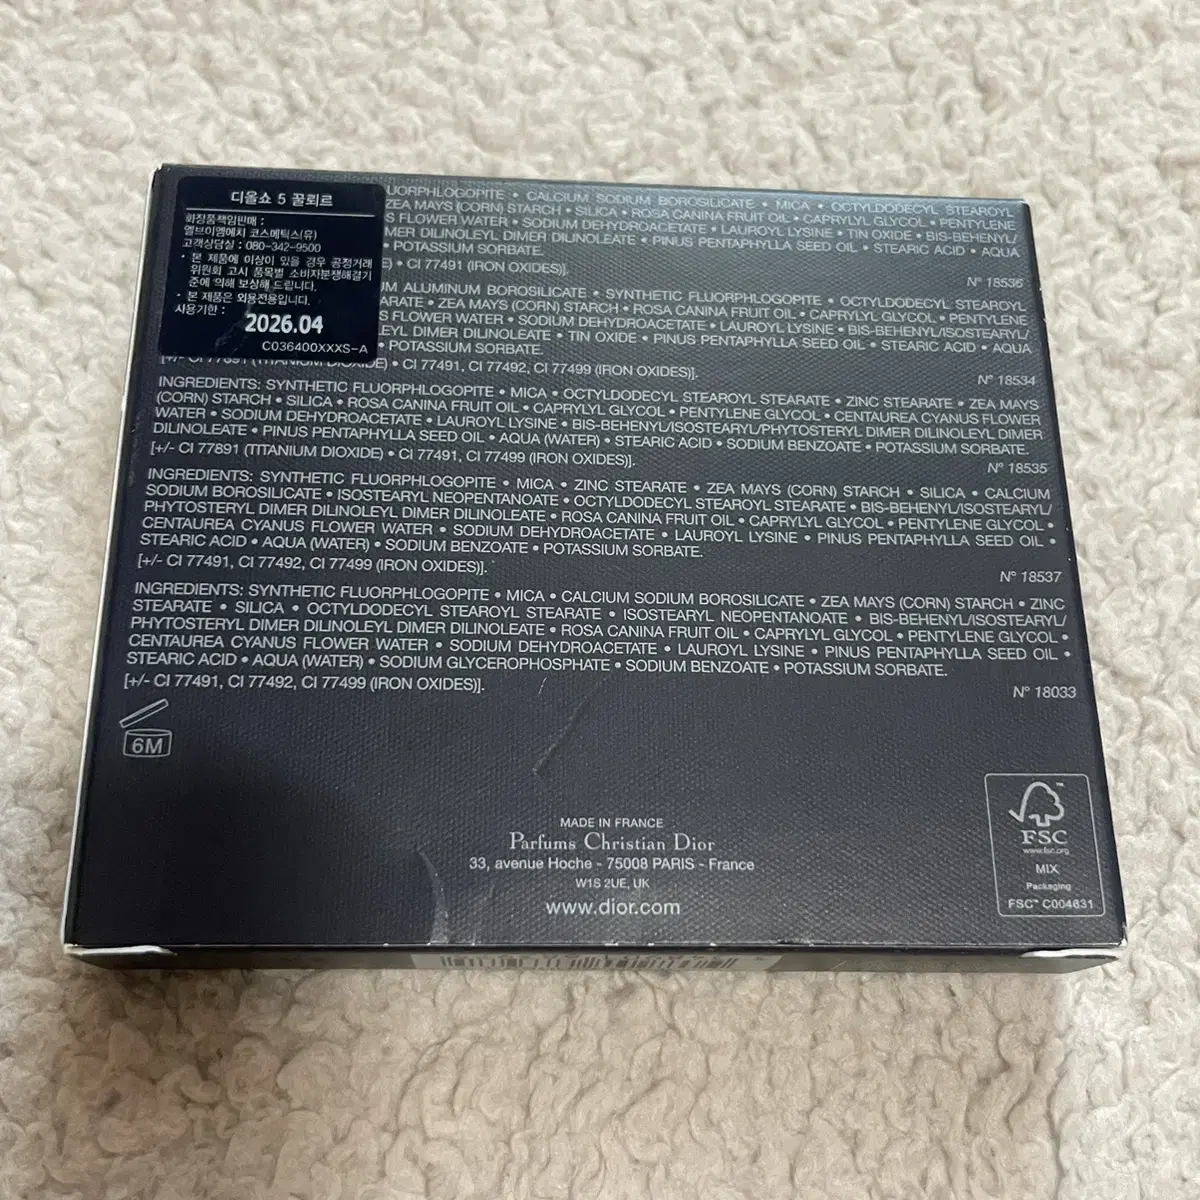 디올쇼 5 꿀뢰르
화장품책임판매 :
엘브이엠에치 코스메틱스(유)
고객상담실 : 080-342-9500
· 본 제품에 이상이 있을 경우 공정거래
위원회 고시 품목별 소비자분쟁해결기
준에 의해 보상해 드립니다.
· 본 제품은 외용전용입니다.
사용기한 :
2026.04
C036400XXXS-A
UORPHLOGOPITE • CALCIUM SODIUM BOROSILICATE • MICA • OCTYLDODECYL STEAROYL
ZEA MAYS (CORN) STARCH • SILICA • ROSA CANINA FRUIT OIL • CAPRYLYL GLYCOL • PENTYLENE
S FLOWER WATER • SODIUM DEHYDROACETATE • LAUROYL LYSINE • TIN OXIDE • BIS-BEHENYL/
IMER DILINOLEYL DIMER DILINOLEATE • PINUS PENTAPHYLLA SEED OIL • STEARIC ACID • AQUA
• POTASSIUM SORBATE.
E) • CI 77491 (IRON OXIDES)].
N° 18536
UM ALUMINUM BOROSILICATE • SYNTHETIC FLUORPHLOGOPITE • OCTYLDODECYL STEAROYL
ARATE • ZEA MAYS (CORN) STARCH • ROSA CANINA FRUIT OIL • CAPRYLYL GLYCOL • PENTYLENE
S FLOWER WATER • SODIUM DEHYDROACETATE • LAUROYL LYSINE • BIS-BEHENYL/ISOSTEARYL/
LEYL DIMER DILINOLEATE • TIN OXIDE • PINUS PENTAPHYLLA SEED OIL • STEARIC ACID • AQUA
• POTASSIUM SORBATE.
[+/- CI 77891 (TITANIUM DIOXIDE) • CI 77491, CI 77492, CI 77499 (IRON OXIDES)].
N° 18534
INGREDIENTS: SYNTHETIC FLUORPHLOGOPITE • MICA • OCTYLDODECYL STEAROYL STEARATE • ZINC STEARATE • ZEA MAYS
(CORN) STARCH • SILICA • ROSA CANINA FRUIT OIL • CAPRYLYL GLYCOL • PENTYLENE GLYCOL • CENTAUREA CYANUS FLOWER
WATER • SODIUM DEHYDROACETATE • LAUROYL LYSINE • BIS-BEHENYL/ISOSTEARYL/PHYTOSTERYL DIMER DILINOLEYL DIMER
DILINOLEATE • PINUS PENTAPHYLLA SEED OIL • AQUA (WATER) • STEARIC ACID • SODIUM BENZOATE • POTASSIUM SORBATE.
[+/- CI 77891 (TITANIUM DIOXIDE) • CI 77491, CI 77499 (IRON OXIDES)].
N° 18535
INGREDIENTS: SYNTHETIC FLUORPHLOGOPITE • MICA • ZINC STEARATE • ZEA MAYS (CORN) STARCH • SILICA • CALCIUM
SODIUM BOROSILICATE • ISOSTEARYL NEOPENTANOATE • OCTYLDODECYL STEAROYL STEARATE • BIS-BEHENYL/ISOSTEARYL/
PHYTOSTERYL DIMER DILINOLEYL DIMER DILINOLEATE • ROSA CANINA FRUIT OIL • CAPRYLYL GLYCOL • PENTYLENE GLYCOL •
CENTAUREA CYANUS FLOWER WATER • SODIUM DEHYDROACETATE • LAUROYL LYSINE • PINUS PENTAPHYLLA SEED OIL •
STEARIC ACID • AQUA (WATER) • SODIUM BENZOATE • POTASSIUM SORBATE.
[+/- CI 77491, CI 77492, CI 77499 (IRON OXIDES)].
N° 18537
INGREDIENTS: SYNTHETIC FLUORPHLOGOPITE • MICA • CALCIUM SODIUM BOROSILICATE • ZEA MAYS (CORN) STARCH • ZINC
STEARATE • SILICA • OCTYLDODECYL STEAROYL STEARATE • ISOSTEARYL NEOPENTANOATE • BIS-BEHENYL/ISOSTEARYL/
PHYTOSTERYL DIMER DILINOLEYL DIMER DILINOLEATE • ROSA CANINA FRUIT OIL • CAPRYLYL GLYCOL • PENTYLENE GLYCOL •
CENTAUREA CYANUS FLOWER WATER • SODIUM DEHYDROACETATE • LAUROYL LYSINE • PINUS PENTAPHYLLA SEED OIL •
STEARIC ACID • AQUA (WATER) • SODIUM GLYCEROPHOSPHATE • SODIUM BENZOATE • POTASSIUM SORBATE.
[+/- CI 77491, CI 77492, CI 77499 (IRON OXIDES)].
N° 18033
6M
MADE IN FRANCE
Parfums Christian Dior
33, avenue Hoche - 75008 PARIS - France
W1S 2UE, UK
www.dior.com
FSC
www.fsc.org
MIX
Packaging
FSC™ C004631